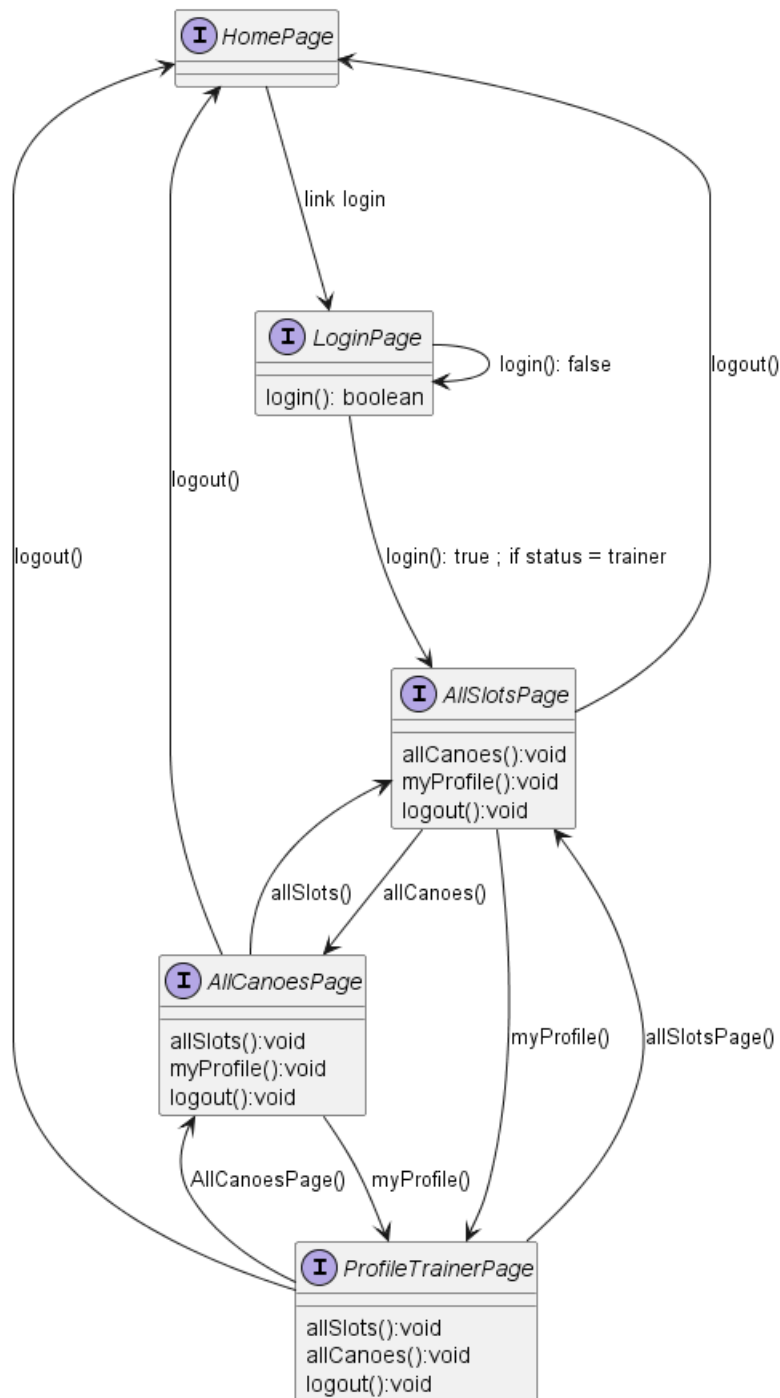 I HomePage
link login
I LoginPage
login(): false
login(): boolean
logout()
logout()
logout()
login(): true ; if status = trainer
I AllSlotsPage
allCanoes():void
myProfile():void
logout():void
allSlots()
allCanoes()
I AllCanoesPage
allSlots():void
myProfile():void
logout():void
myProfile()
allSlotsPage()
AllCanoesPage()
myProfile()
I ProfileTrainerPage
allSlots():void
allCanoes():void
logout():void